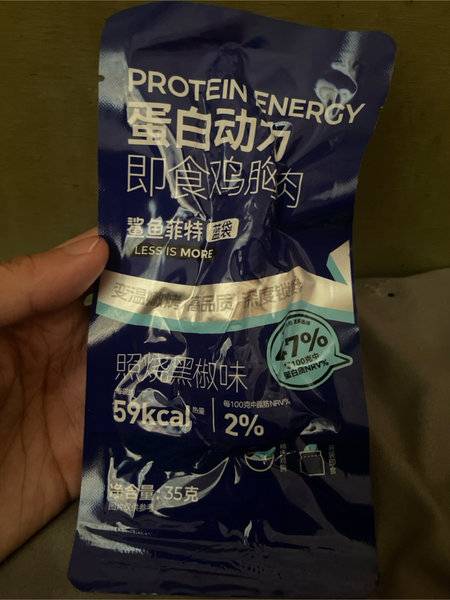 PROTEIN ENERGY
蛋白动力
即食鸡胸肉
鲨鱼菲特 蓝袋
LESS IS MORE
47%
每100克中
蛋白质NRV%
照烧黑椒味
59kcal 热量
每100克中脂肪NRV%
2%
净含量:35克